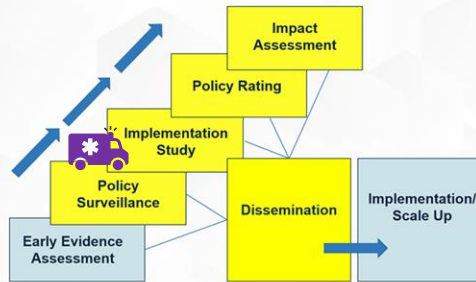 Impact
Assessment
Policy Rating
Implementation
Study
Policy
Surveillance
Dissemination
Implementation/
Scale Up
Early Evidence
Assessment